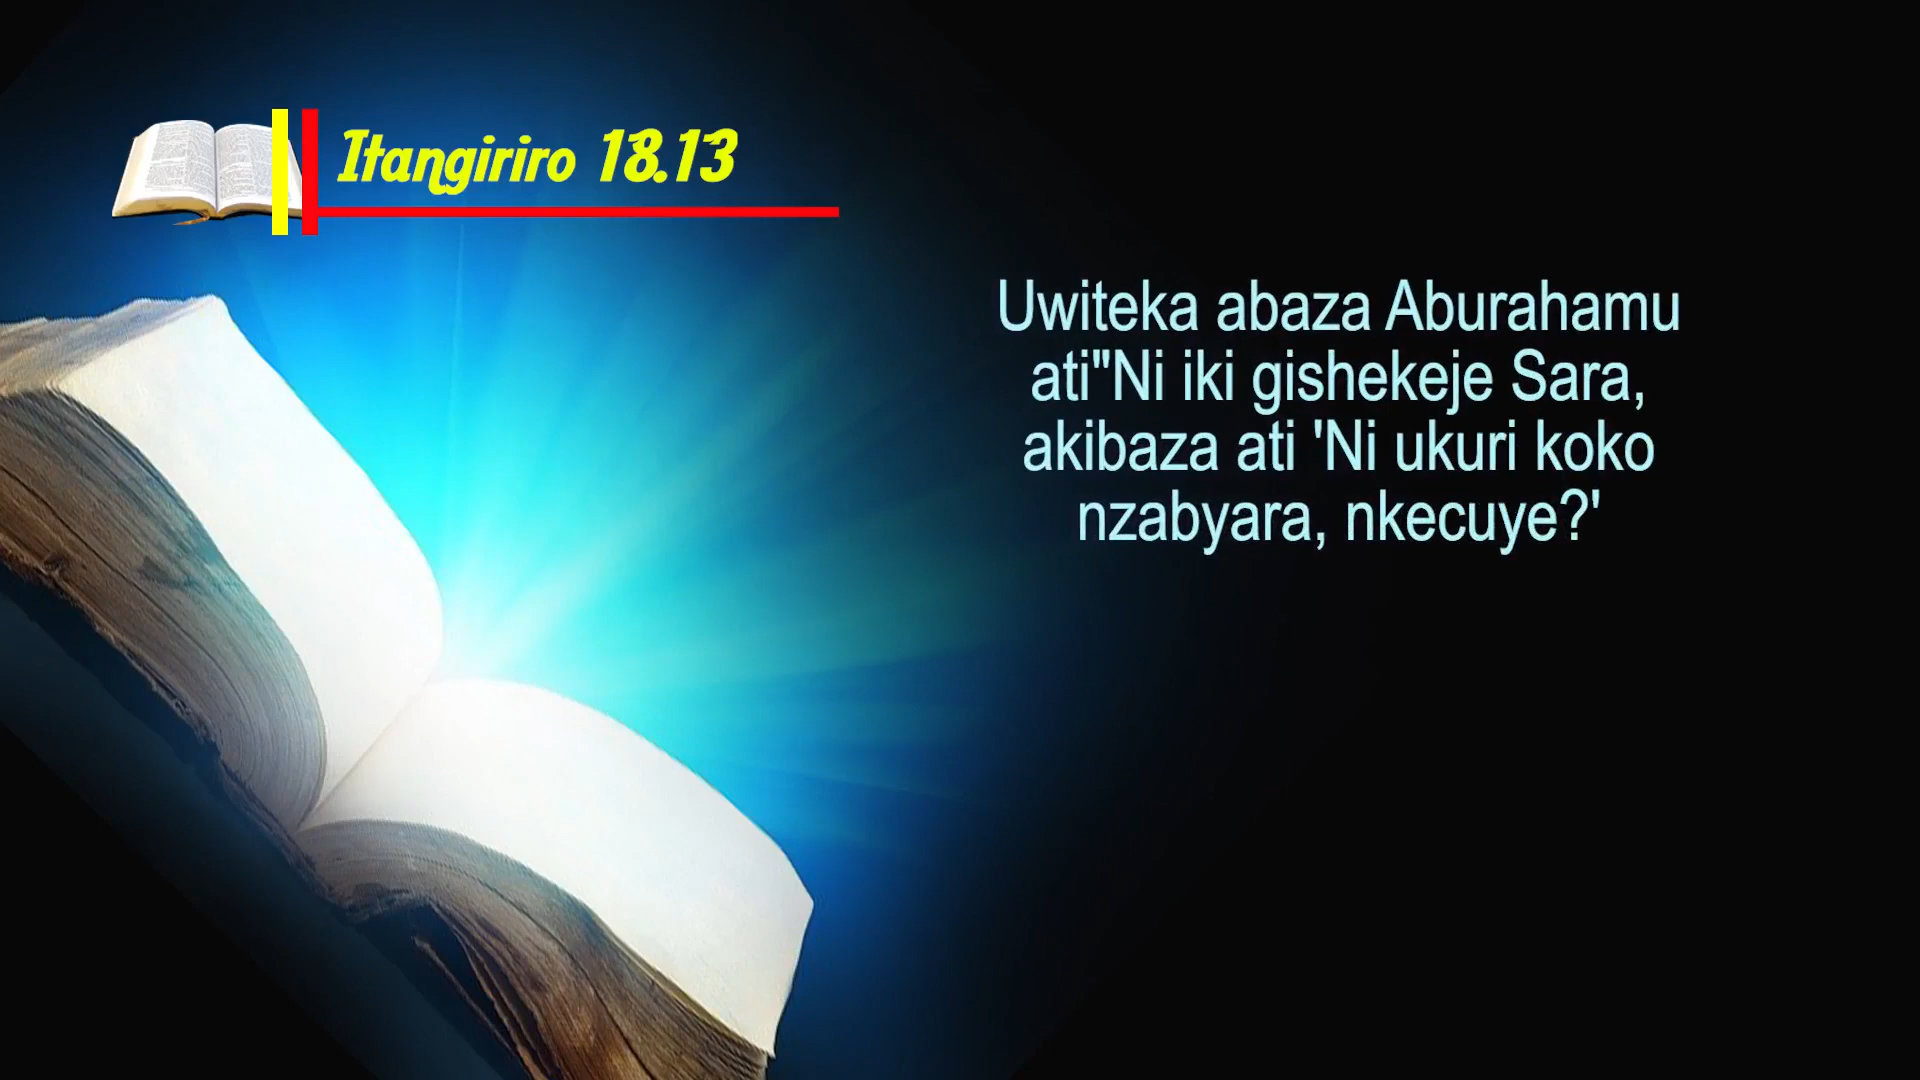 Itangiriro 18.13
Uwiteka abaza Aburahamu
ati"Ni iki gishekeje Sara,
akibaza ati 'Ni ukuri koko
nzabyara, nkecuye?'